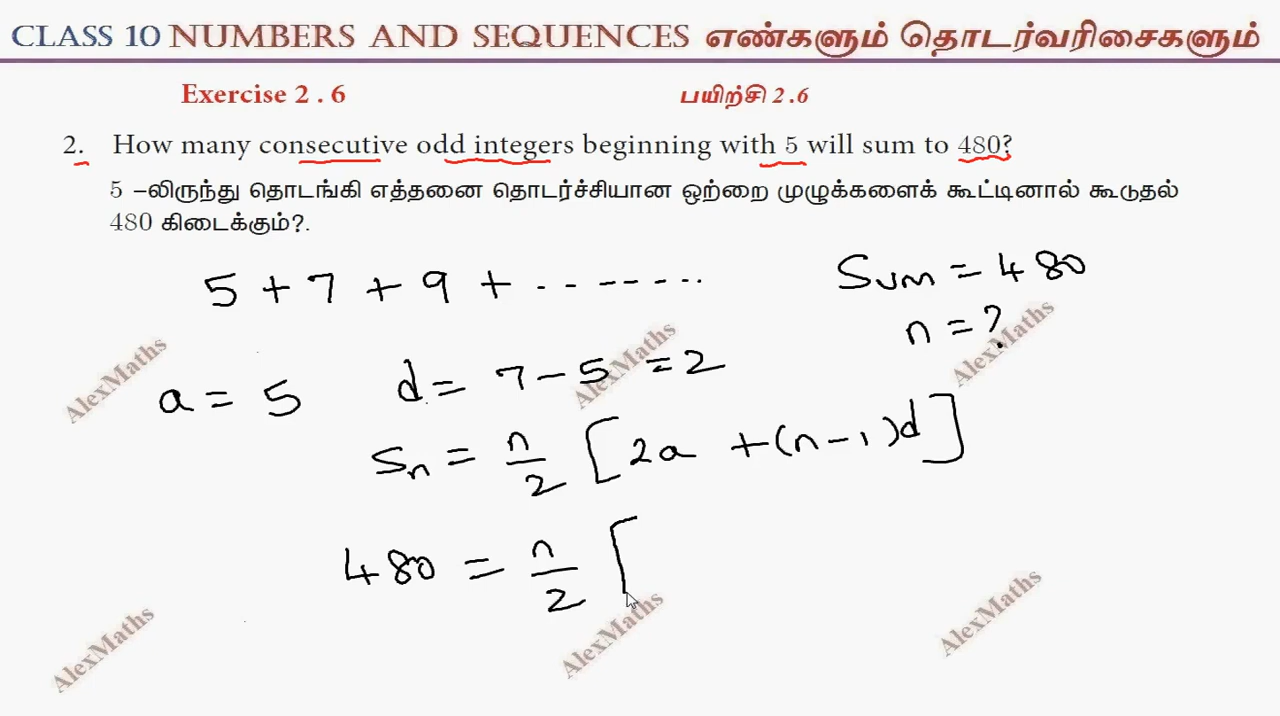 CLASS 10 NUMBERS AND SEQUENCES எண்களும் தொடர்வரிசைகளும்
Exercise 2 . 6 பயிற்சி 2.6
2. How many consecutive odd integers beginning with 5 will sum to 480?
5 –லிருந்து தொடங்கி எத்தனை தொடர்ச்சியான ஒற்றை முழுக்களைக் கூட்டினால் கூடுதல்
480 கிடைக்கும்?.
5 + 7 + 9 + . . - - - - . .
Sum = 480
n = ?
AlexMaths AlexMaths AlexMaths
a = 5 d = 7 - 5 = 2
Sn = n/2 [2a + (n-1)d]
480 = n/2 [
AlexMaths AlexMaths AlexMaths